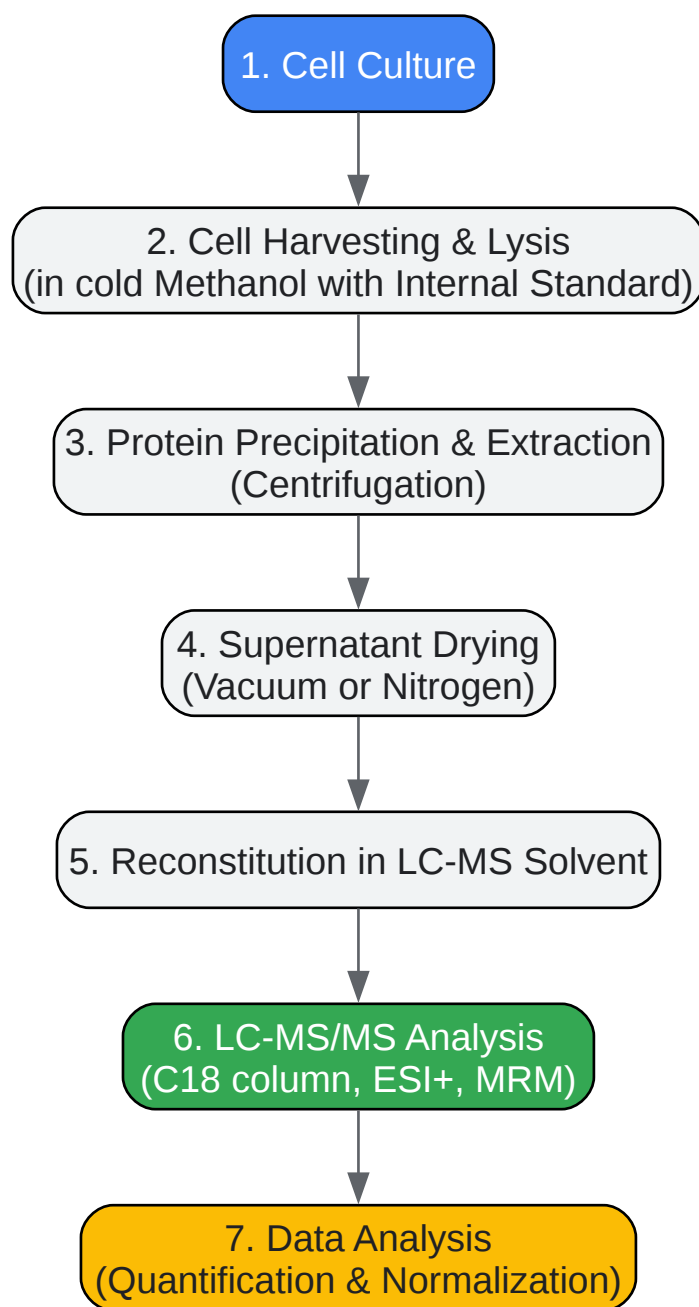 1. Cell Culture
2. Cell Harvesting & Lysis
(in cold Methanol with Internal Standard)
3. Protein Precipitation & Extraction
(Centrifugation)
4. Supernatant Drying
(Vacuum or Nitrogen)
5. Reconstitution in LC-MS Solvent
6. LC-MS/MS Analysis
(C18 column, ESI+, MRM)
7. Data Analysis
(Quantification & Normalization)